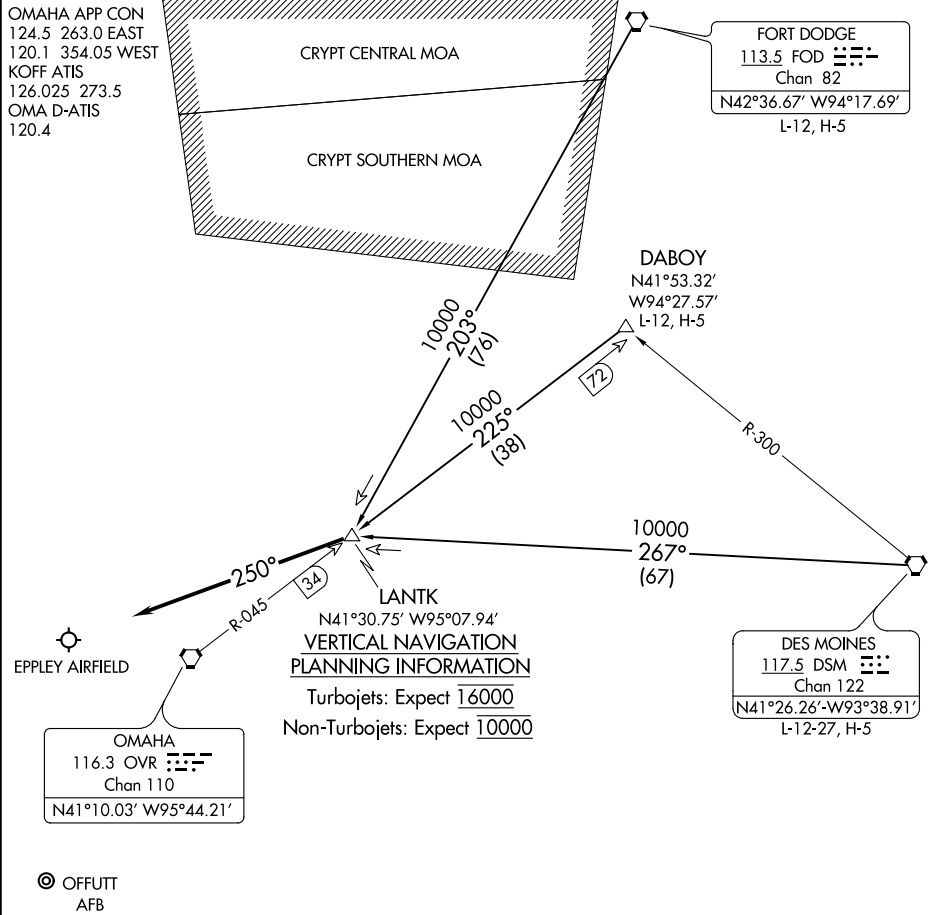 OMAHA APP CON
124.5 263.0 EAST
120.1 354.05 WEST
KOFF ATIS
126.025 273.5
OMA D-ATIS
120.4
CRYPT CENTRAL MOA
CRYPT SOUTHERN MOA
FORT DODGE
113.5 FOD
Chan 82
N42°36.67' W94°17.69'
L-12, H-5
DABOY
N41°53.32'
W94°27.57'
L-12, H-5
10000
203°
(76)
72
10000
225°
(38)
R-300
10000
267°
(67)
250°
R-045
34
LANTK
N41°30.75' W95°07.94'
VERTICAL NAVIGATION
PLANNING INFORMATION
Turbojets: Expect 16000
Non-Turbojets: Expect 10000
EPPLEY AIRFIELD
DES MOINES
117.5 DSM
Chan 122
N41°26.26'-W93°38.91'
L-12-27, H-5
OMAHA
116.3 OVR
Chan 110
N41°10.03' W95°44.21'
OFFUTT
AFB